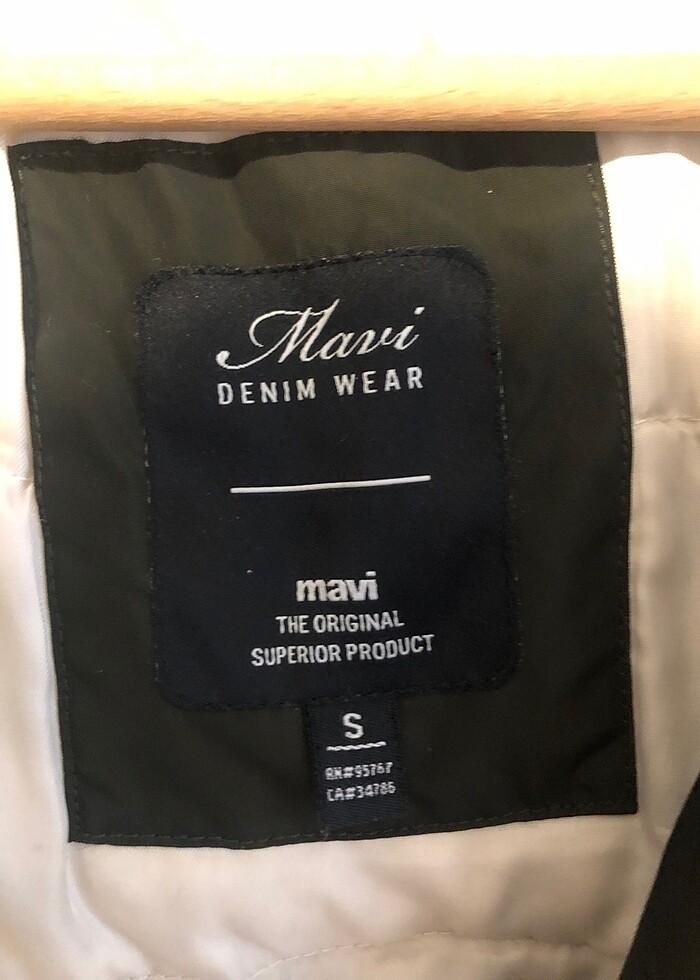 Mavi
DENIM WEAR
mavi
THE ORIGINAL
SUPERIOR PRODUCT
S
RN#95767
CA#34786